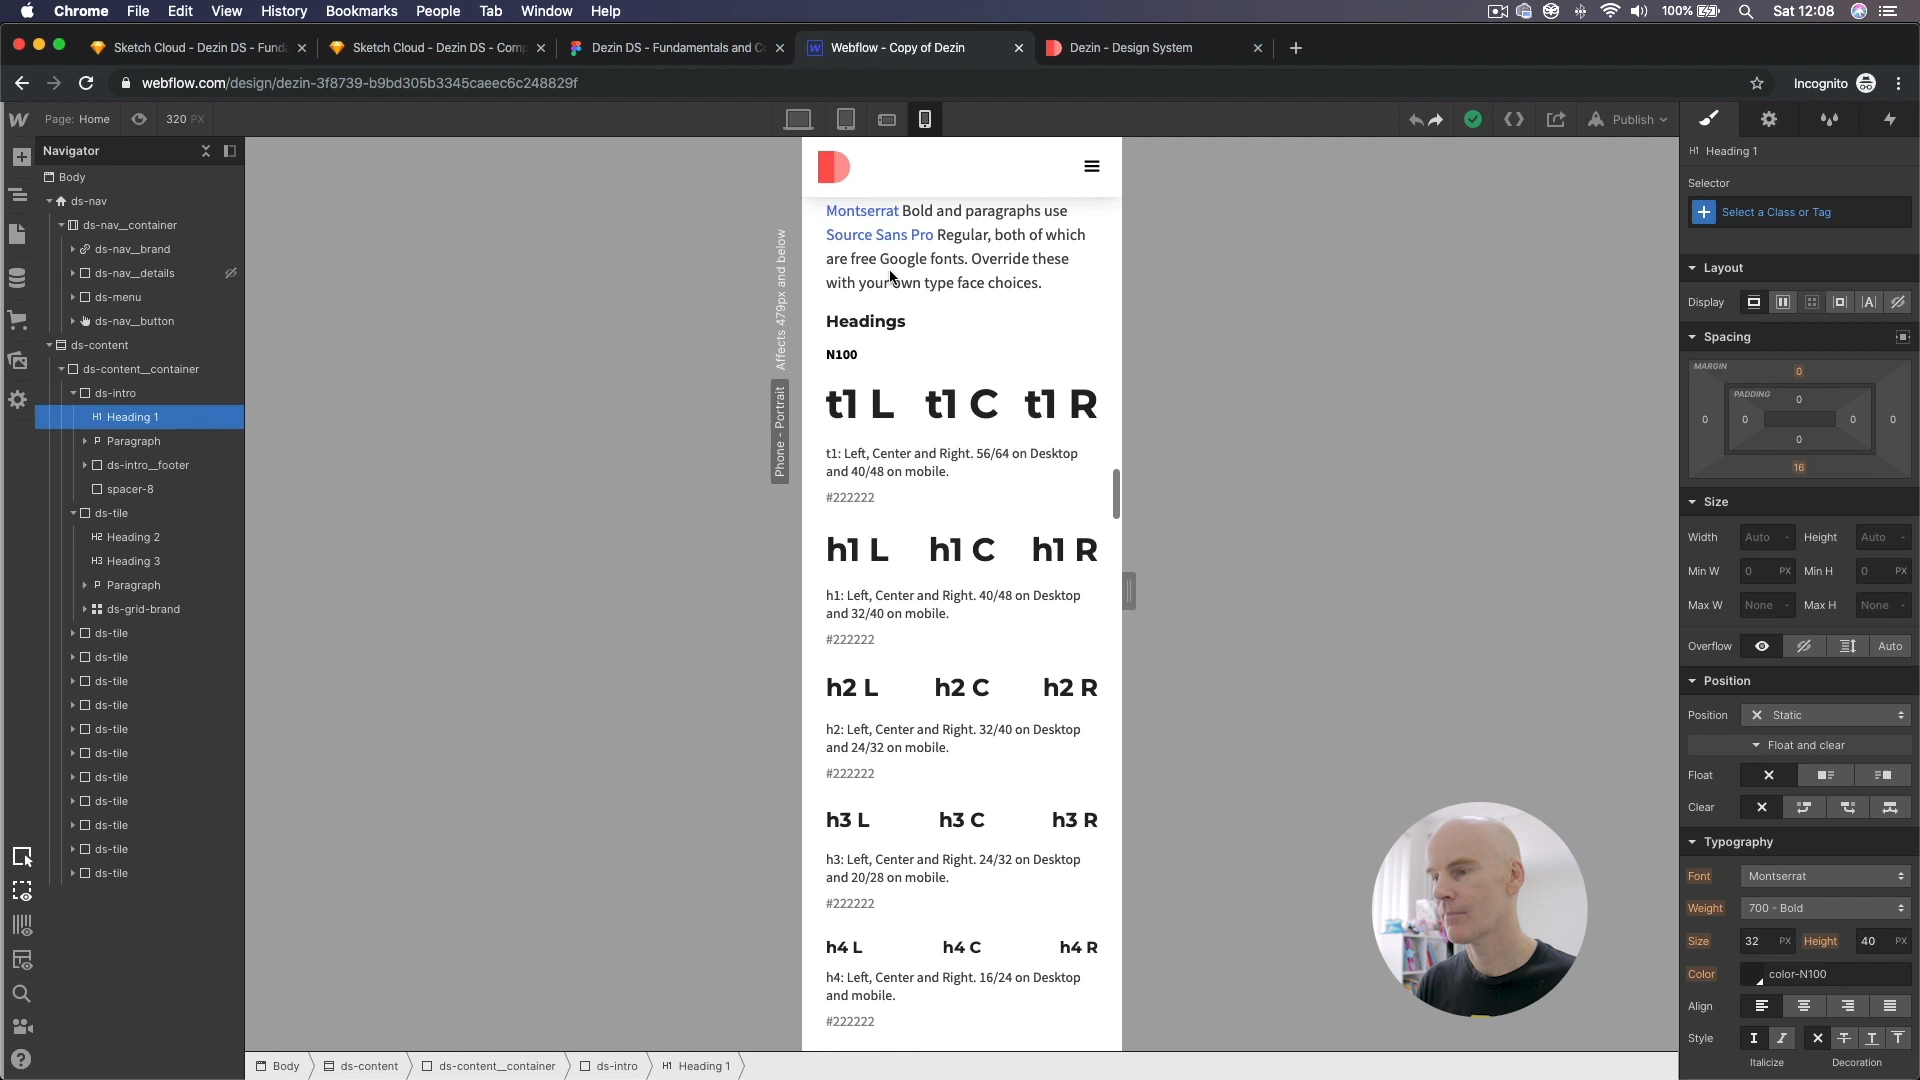 Chrome File Edit View History Bookmarks People Tab Window Help 100% Sat 12:08
Sketch Cloud - Dezin DS - Fund
Sketch Cloud - Dezin DS - Comp
Dezin DS - Fundamentals and Co
Webflow - Copy of Dezin
Dezin - Design System
webflow.com/design/dezin-3f8739-b9bd305b3345caeec6c248829f
Incognito
Page: Home
320 PX
Publish
Navigator
Body
ds-nav
ds-nav__container
ds-nav__brand
ds-nav__details
ds-menu
ds-nav__button
ds-content
ds-content__container
ds-intro
H1 Heading 1
P Paragraph
ds-intro__footer
spacer-8
ds-tile
H2 Heading 2
H3 Heading 3
P Paragraph
ds-grid-brand
ds-tile
ds-tile
ds-tile
ds-tile
ds-tile
ds-tile
ds-tile
ds-tile
ds-tile
ds-tile
ds-tile
Affects 479px and below
Phone - Portrait
Montserrat Bold and paragraphs use
Source Sans Pro Regular, both of which
are free Google fonts. Override these
with your own type face choices.
Headings
N100
t1 L t1 C t1 R
t1: Left, Center and Right. 56/64 on Desktop
and 40/48 on mobile.
#222222
h1 L h1 C h1 R
h1: Left, Center and Right. 40/48 on Desktop
and 32/40 on mobile.
#222222
h2 L h2 C h2 R
h2: Left, Center and Right. 32/40 on Desktop
and 24/32 on mobile.
#222222
h3 L h3 C h3 R
h3: Left, Center and Right. 24/32 on Desktop
and 20/28 on mobile.
#222222
h4 L h4 C h4 R
h4: Left, Center and Right. 16/24 on Desktop
and mobile.
#222222
Body ds-content ds-content__container ds-intro H1 Heading 1
H1 Heading 1
Selector
Select a Class or Tag
Layout
Display
Spacing
MARGIN
0
PADDING
0
0 0 0 0
0
16
Size
Width Auto - Height Auto -
Min W 0 PX Min H 0 PX
Max W None - Max H None -
Overflow Auto
Position
Position Static
Float and clear
Float
Clear
Typography
Font Montserrat
Weight 700 - Bold
Size 32 PX Height 40 PX
Color color-N100
Align
Style
Italicize Decoration